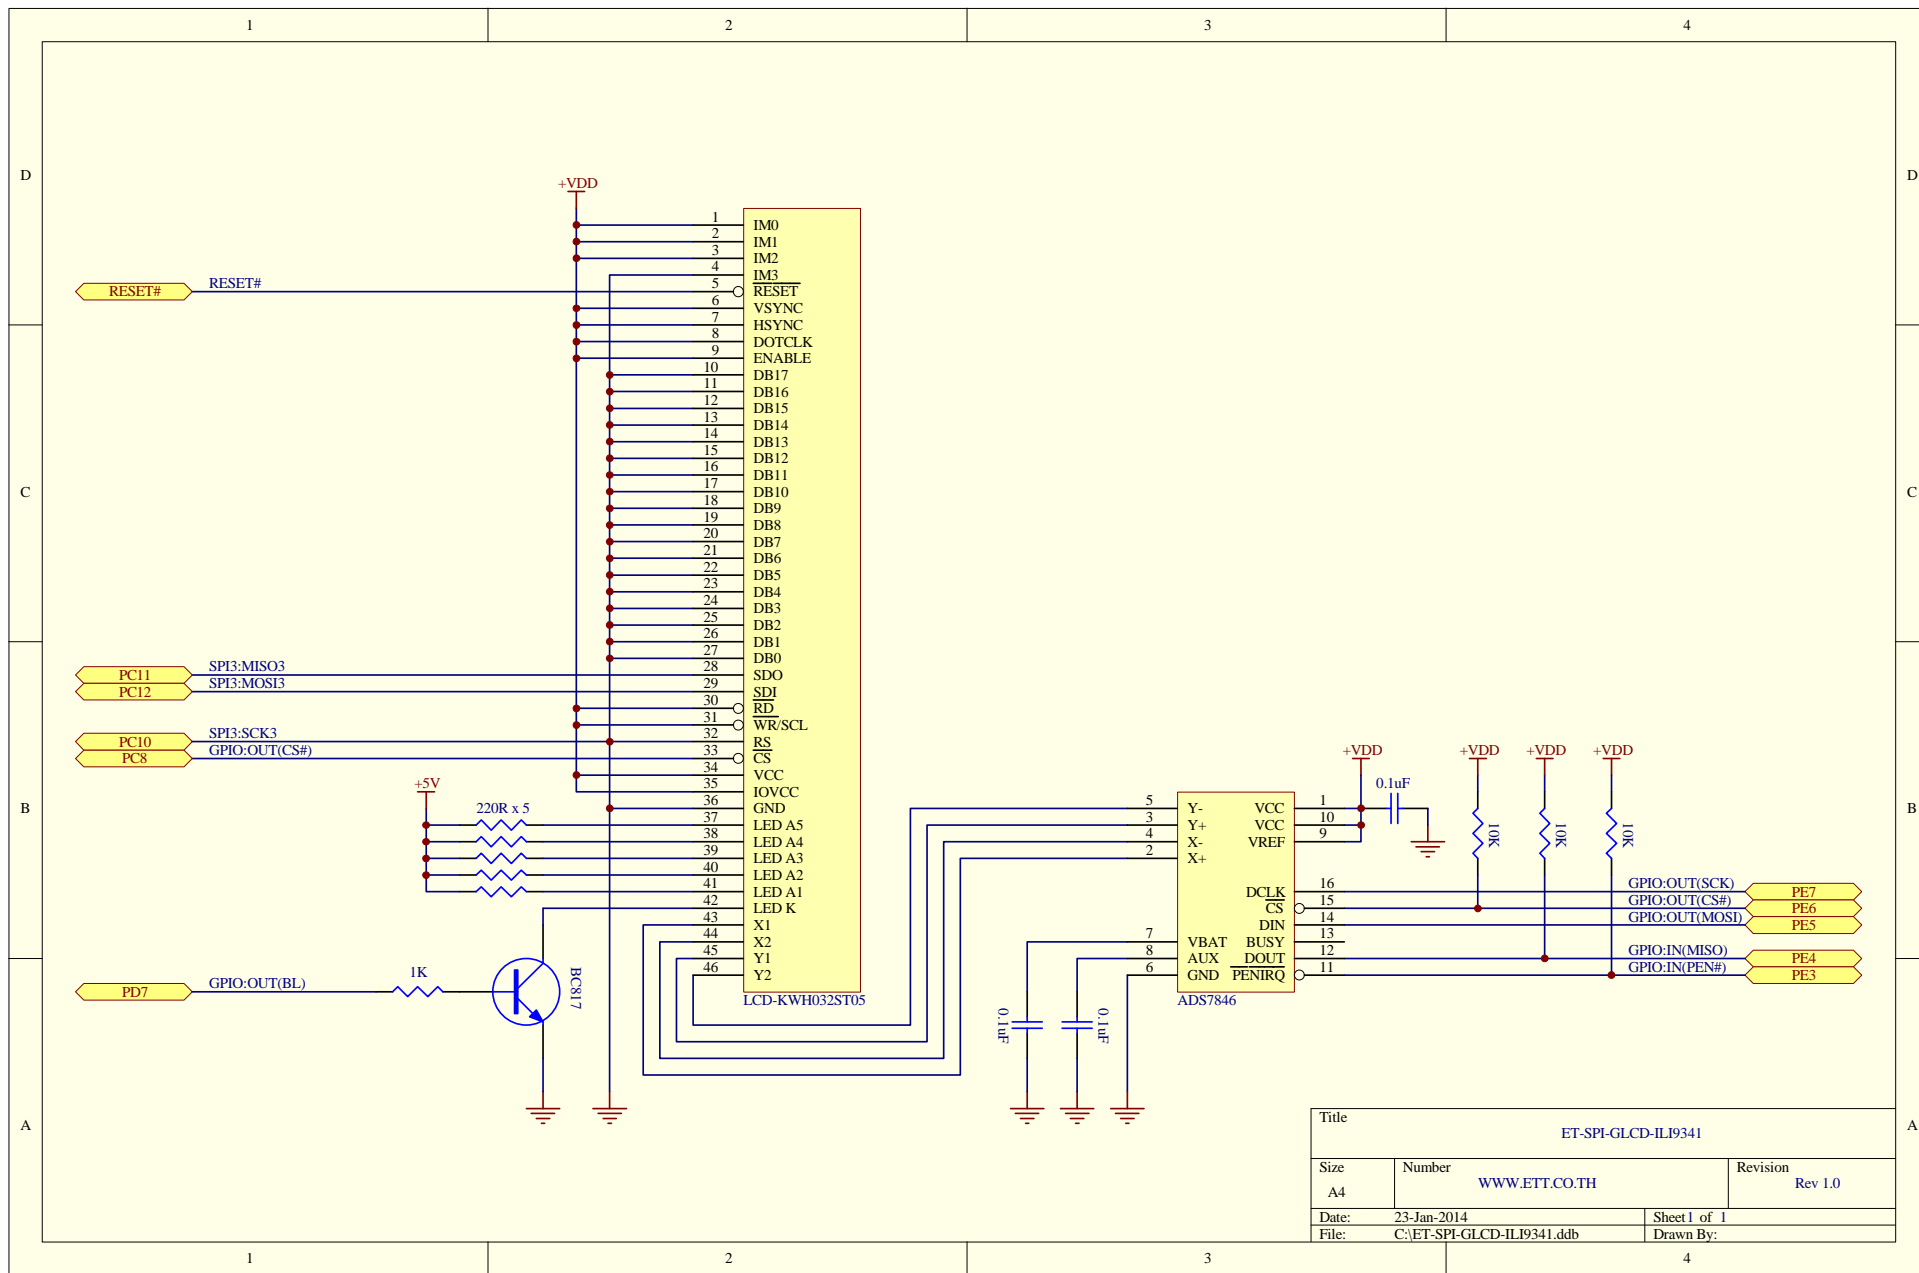 1 2 3 4
D D
+VDD
1 IM0
2 IM1
3 IM2
4 IM3
RESET# RESET# 5 RESET
6 VSYNC
7 HSYNC
8 DOTCLK
9 ENABLE
10 DB17
11 DB16
12 DB15
13 DB14
14 DB13
15 DB12
16 DB11
C C
17 DB10
18 DB9
19 DB8
20 DB7
21 DB6
22 DB5
23 DB4
24 DB3
25 DB2
26 DB1
27 DB0
PC11 SPI3:MISO3 28 SDO
PC12 SPI3:MOSI3 29 SDI
30 RD
31 WR/SCL
PC10 SPI3:SCK3 32 RS
PC8 GPIO:OUT(CS#) 33 CS
34 VCC
35 IOVCC
B B
36 GND
+5V
220R x 5
37 LED A5
38 LED A4
39 LED A3
40 LED A2
41 LED A1
42 LED K
43 X1
44 X2
45 Y1
46 Y2
LCD-KWH032ST05
PD7 GPIO:OUT(BL) 1K BC817
+VDD +VDD +VDD +VDD
0.1uF
10K 10K 10K
5 Y- VCC 1
3 Y+ VCC 10
4 X- VREF 9
2 X+
DCLK 16 GPIO:OUT(SCK) PE7
CS 15 GPIO:OUT(CS#) PE6
DIN 14 GPIO:OUT(MOSI) PE5
7 VBAT BUSY 13
8 AUX DOUT 12 GPIO:IN(MISO) PE4
6 GND PENIRQ 11 GPIO:IN(PEN#) PE3
ADS7846
0.1uF 0.1uF
A A
Title
ET-SPI-GLCD-ILI9341
Size Number Revision
A4 WWW.ETT.CO.TH Rev 1.0
Date: 23-Jan-2014 Sheet 1 of 1
File: C:\ET-SPI-GLCD-ILI9341.ddb Drawn By:
1 2 3 4